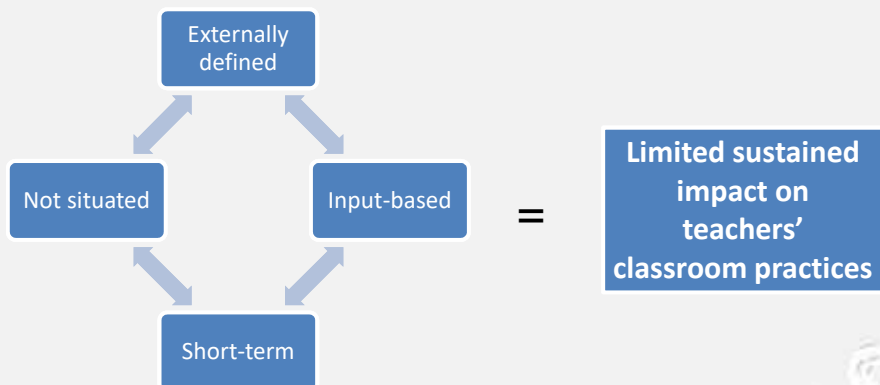 Externally
defined
Not situated
Input-based
Short-term
=
Limited sustained
impact on
teachers'
classroom practices